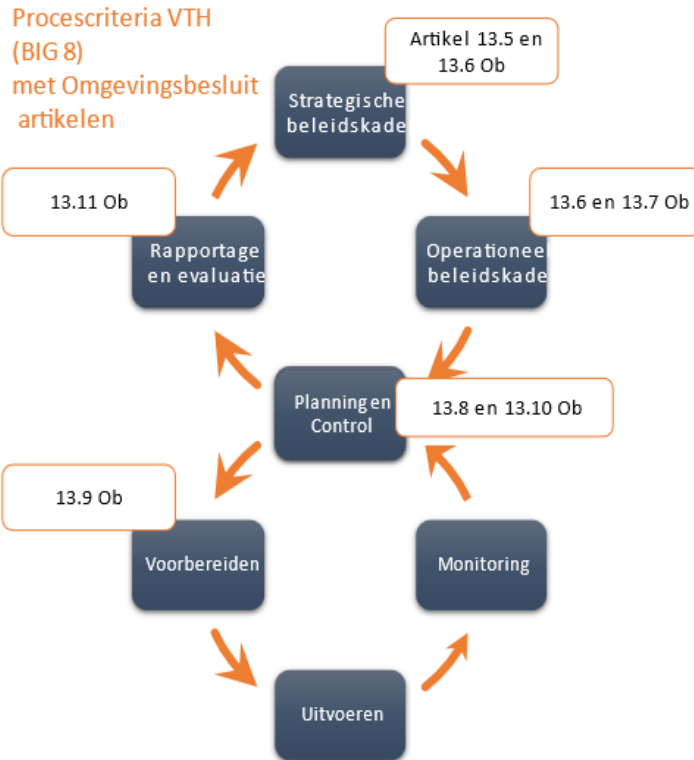 Procescriteria VTH
(BIG 8)
met Omgevingsbesluit
artikelen
Artikel 13.5 en
13.6 Ob
Strategische
beleidskade
13.11 Ob
13.6 en 13.7 Ob
Rapportage
en evaluatie
Operationeel
beleidskade
Planning en
Control
13.8 en 13.10 Ob
13.9 Ob
Voorbereiden
Monitoring
Uitvoeren